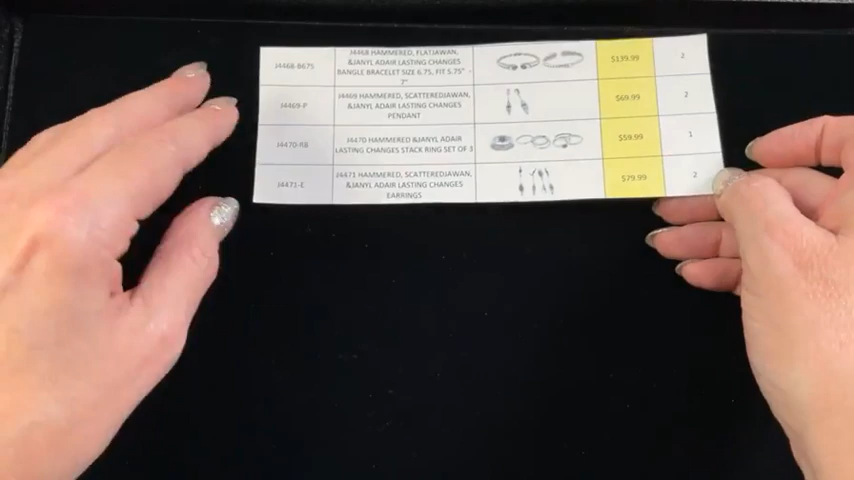 J4468-B675
J4468 HAMMERED, FLATJAWAN,
&JANYL ADAIR LASTING CHANGES
BANGLE BRACELET SIZE 6.75, FIT 5.75" -
7"
$139.99
2
J4469-P
J4469 HAMMERED, SCATTEREDJAWAN,
&JANYL ADAIR LASTING CHANGES
PENDANT
$69.99
2
J4470-RB
J4470 HAMMERED &JANYL ADAIR
LASTING CHANGES STACK RING SET OF 3
$59.99
1
J4471-E
J4471 HAMMERED, SCATTEREDJAWAN,
&JANYL ADAIR LASTING CHANGES
EARRINGS
$79.99
2